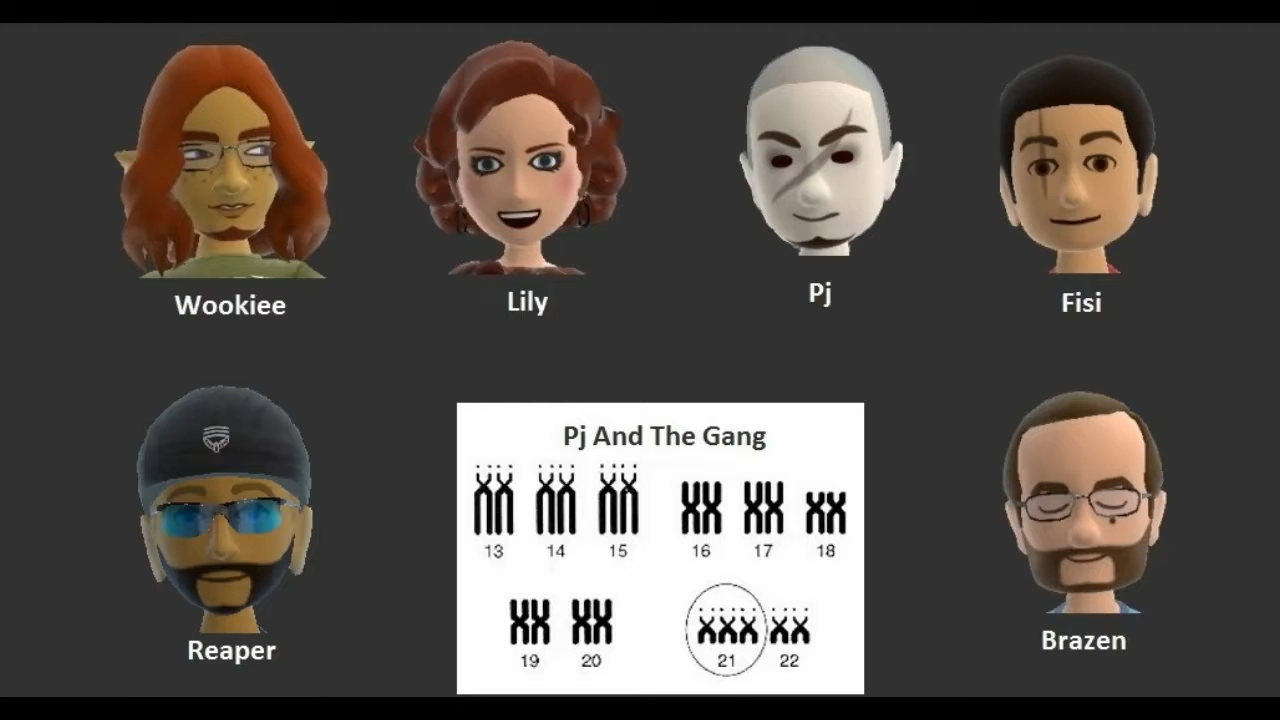 Wookiee
Lily
Pj
Fisi
Reaper
Pj And The Gang
13 14 15 16 17 18
19 20 21 22
Brazen